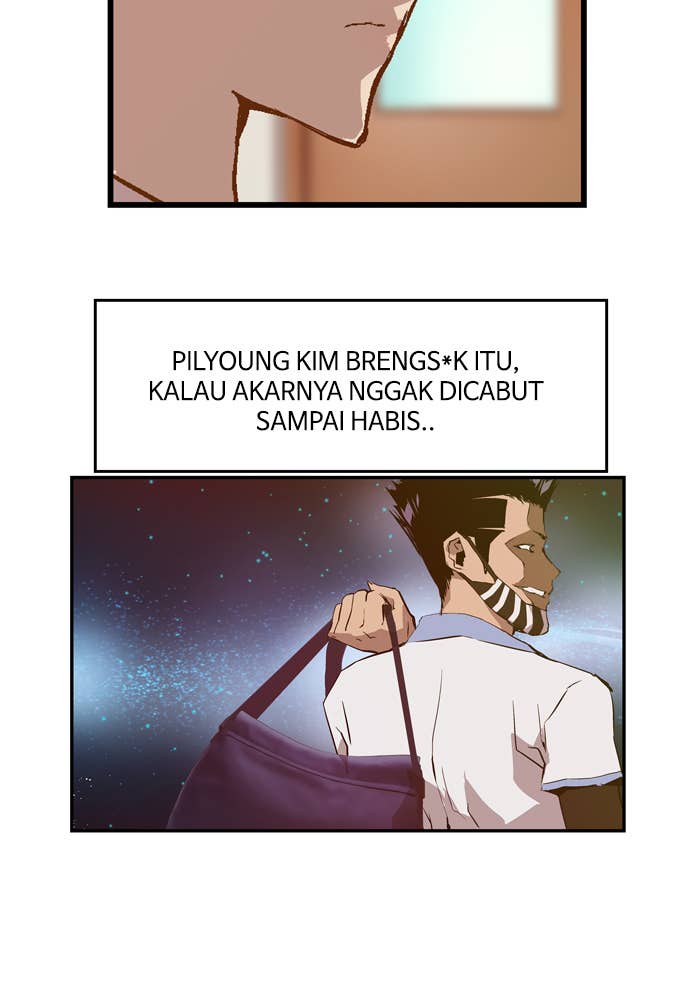 PILYOUNG KIM BRENGS*K ITU,
KALAU AKARNYA NGGAK DICABUT
SAMPAI HABIS..